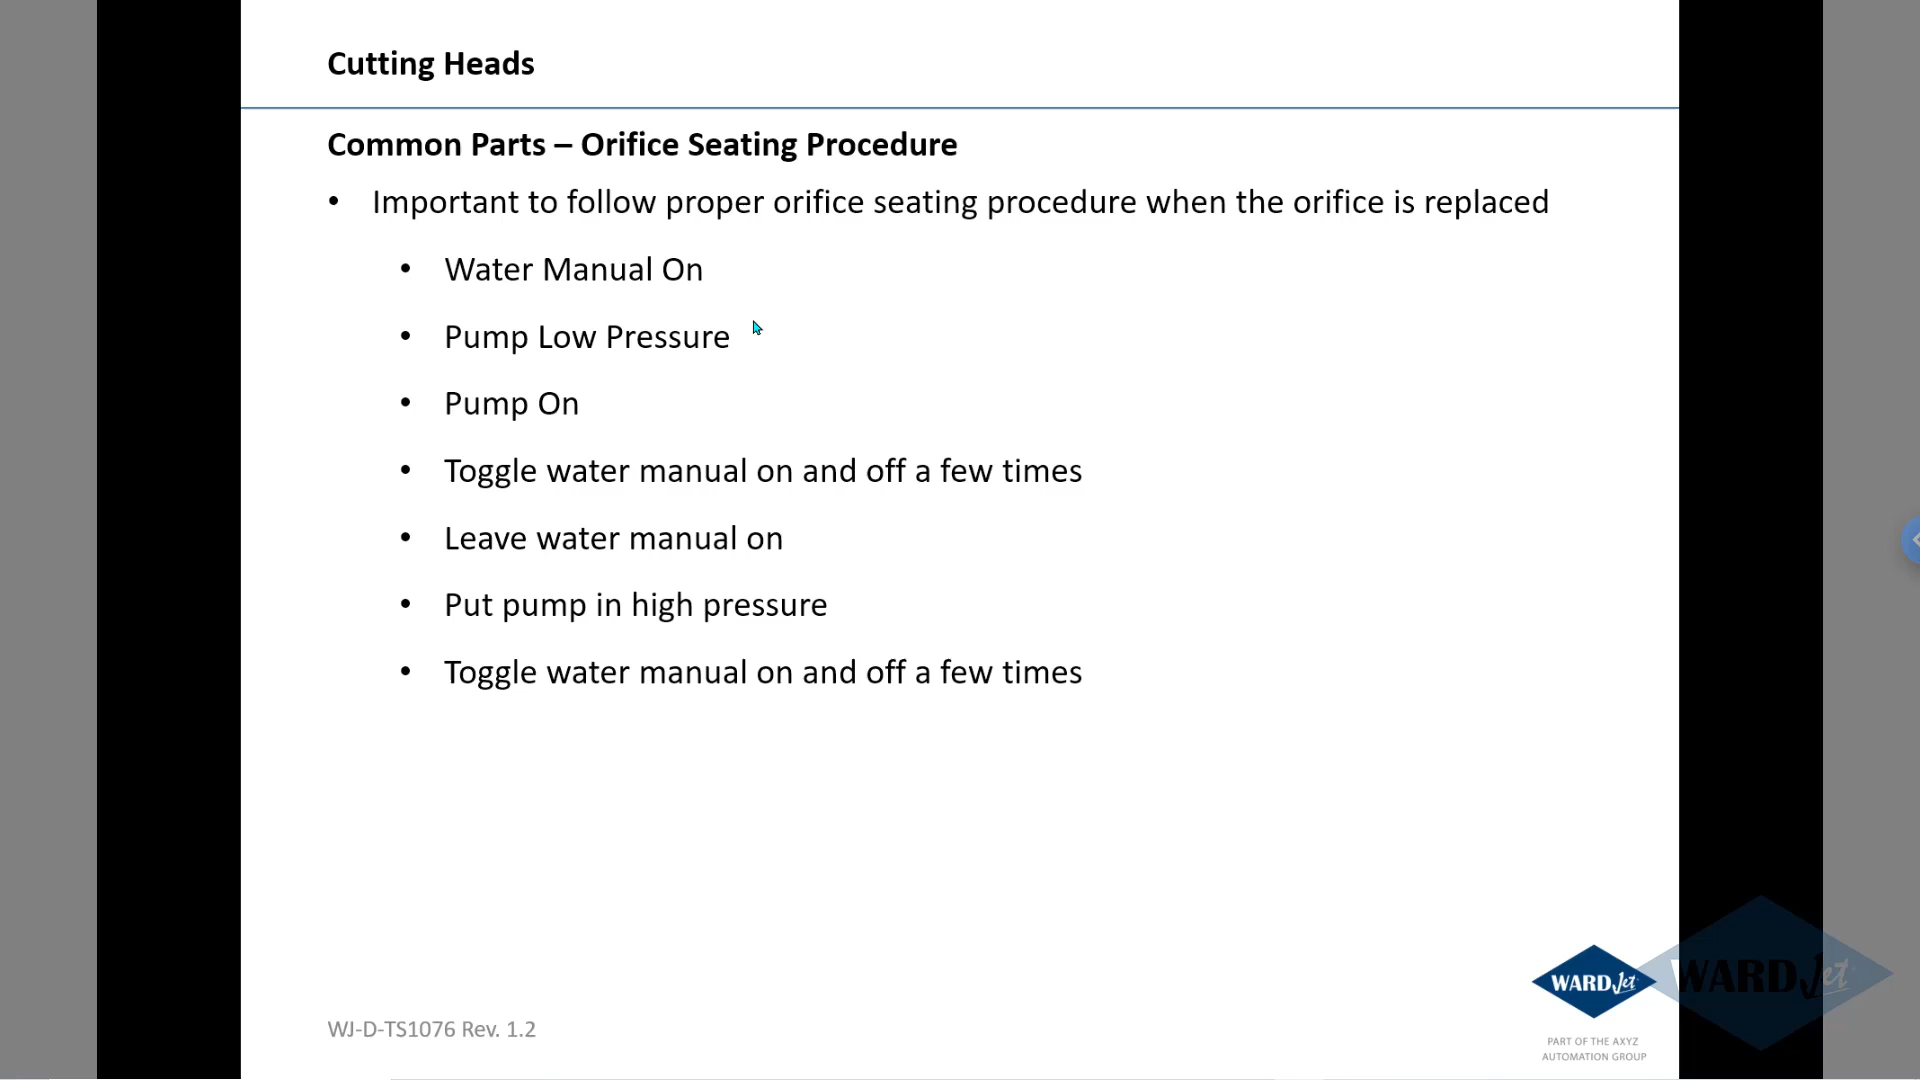 Cutting Heads
Common Parts – Orifice Seating Procedure
• Important to follow proper orifice seating procedure when the orifice is replaced
• Water Manual On
• Pump Low Pressure
• Pump On
• Toggle water manual on and off a few times
• Leave water manual on
• Put pump in high pressure
• Toggle water manual on and off a few times
WARDJet
WARDJet
PART OF THE AXYZ
AUTOMATION GROUP
WJ-D-TS1076 Rev. 1.2